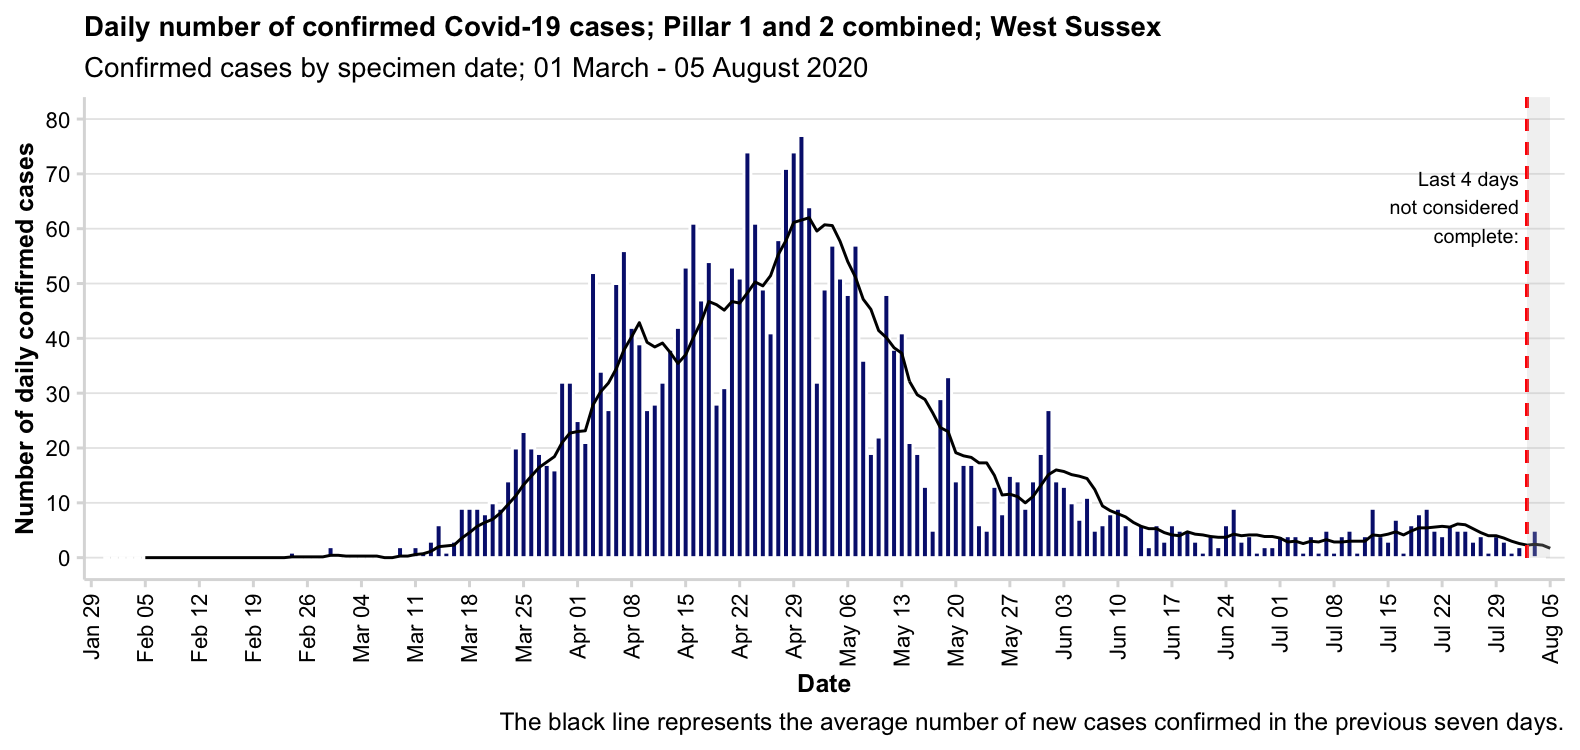 Daily number of confirmed Covid-19 cases; Pillar 1 and 2 combined; West Sussex
Confirmed cases by specimen date; 01 March - 05 August 2020
Number of daily confirmed cases
80
70
60
50
40
30
20
10
0
Last 4 days
not considered
complete:
Jan 29
Feb 05
Feb 12
Feb 19
Feb 26
Mar 04
Mar 11
Mar 18
Mar 25
Apr 01
Apr 08
Apr 15
Apr 22
Apr 29
May 06
May 13
May 20
May 27
Jun 03
Jun 10
Jun 17
Jun 24
Jul 01
Jul 08
Jul 15
Jul 22
Jul 29
Aug 05
Date
The black line represents the average number of new cases confirmed in the previous seven days.